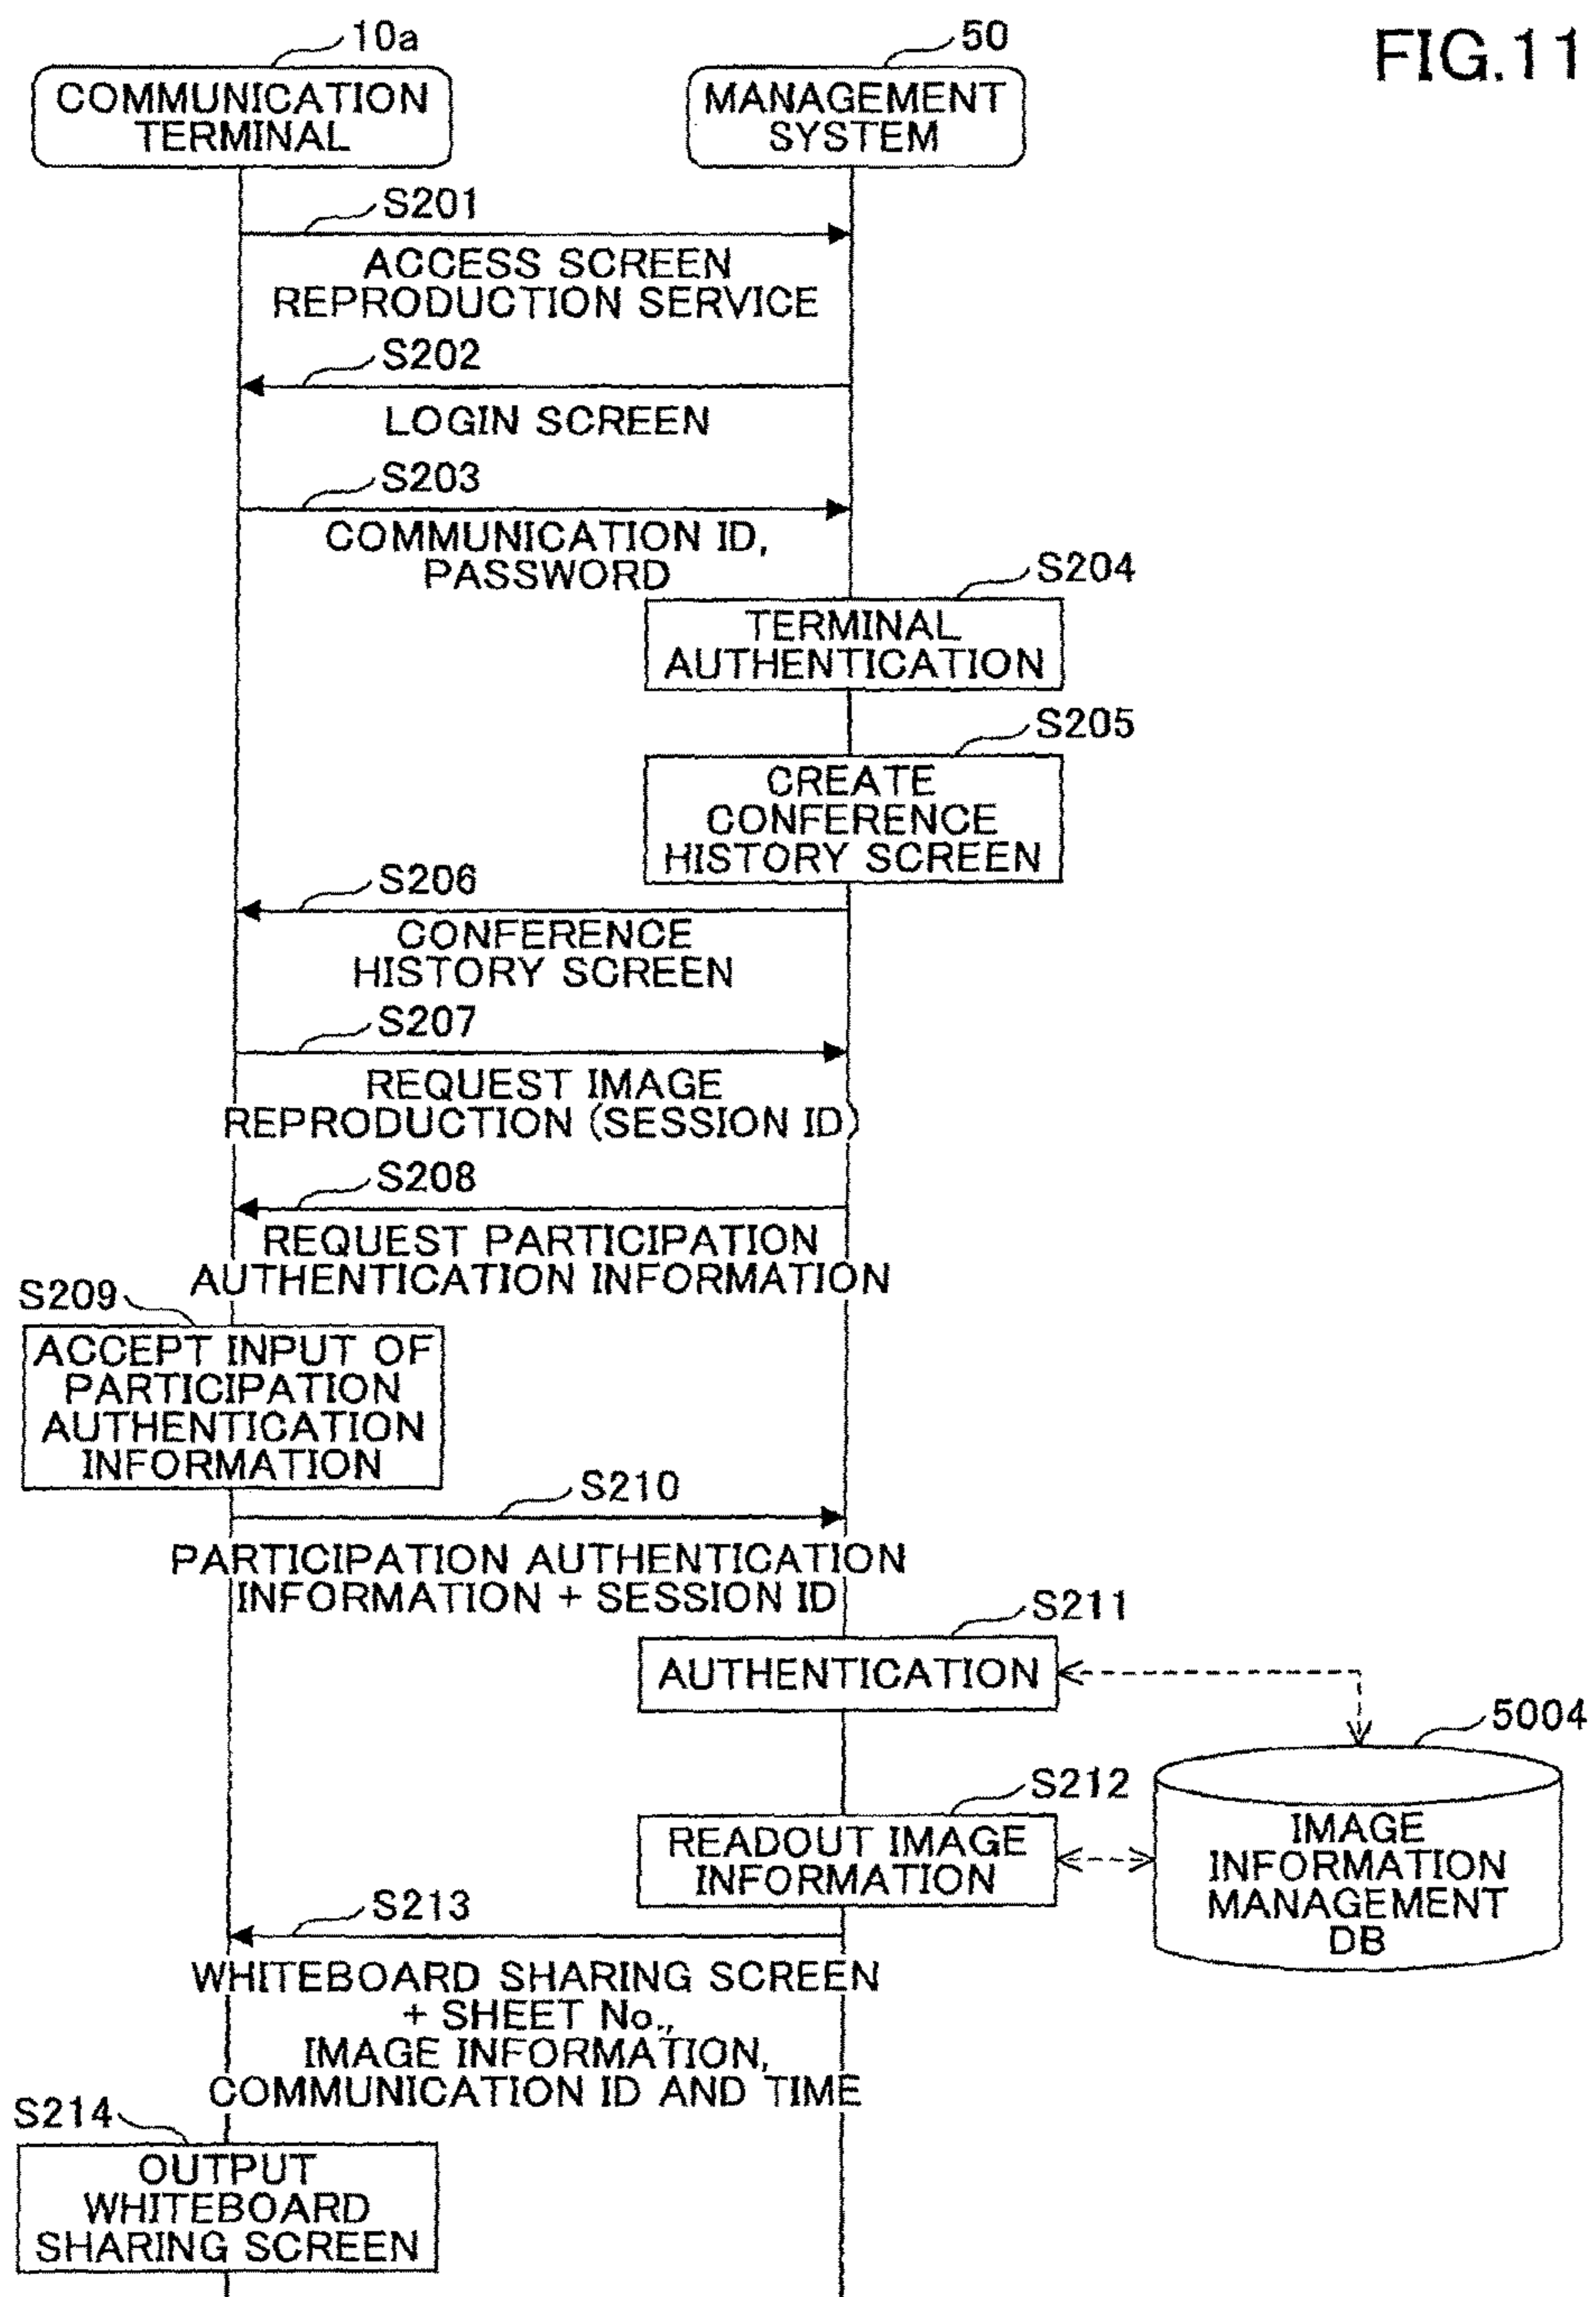 FIG.11
10a
COMMUNICATION
TERMINAL
50
MANAGEMENT
SYSTEM
S201
ACCESS SCREEN
REPRODUCTION SERVICE
S202
LOGIN SCREEN
S203
COMMUNICATION ID,
PASSWORD
S204
TERMINAL
AUTHENTICATION
S205
CREATE
CONFERENCE
HISTORY SCREEN
S206
CONFERENCE
HISTORY SCREEN
S207
REQUEST IMAGE
REPRODUCTION (SESSION ID)
S208
REQUEST PARTICIPATION
AUTHENTICATION INFORMATION
S209
ACCEPT INPUT OF
PARTICIPATION
AUTHENTICATION
INFORMATION
S210
PARTICIPATION AUTHENTICATION
INFORMATION + SESSION ID
S211
AUTHENTICATION
5004
IMAGE
INFORMATION
MANAGEMENT
DB
S212
READOUT IMAGE
INFORMATION
S213
WHITEBOARD SHARING SCREEN
+ SHEET No.,
IMAGE INFORMATION,
COMMUNICATION ID AND TIME
S214
OUTPUT
WHITEBOARD
SHARING SCREEN